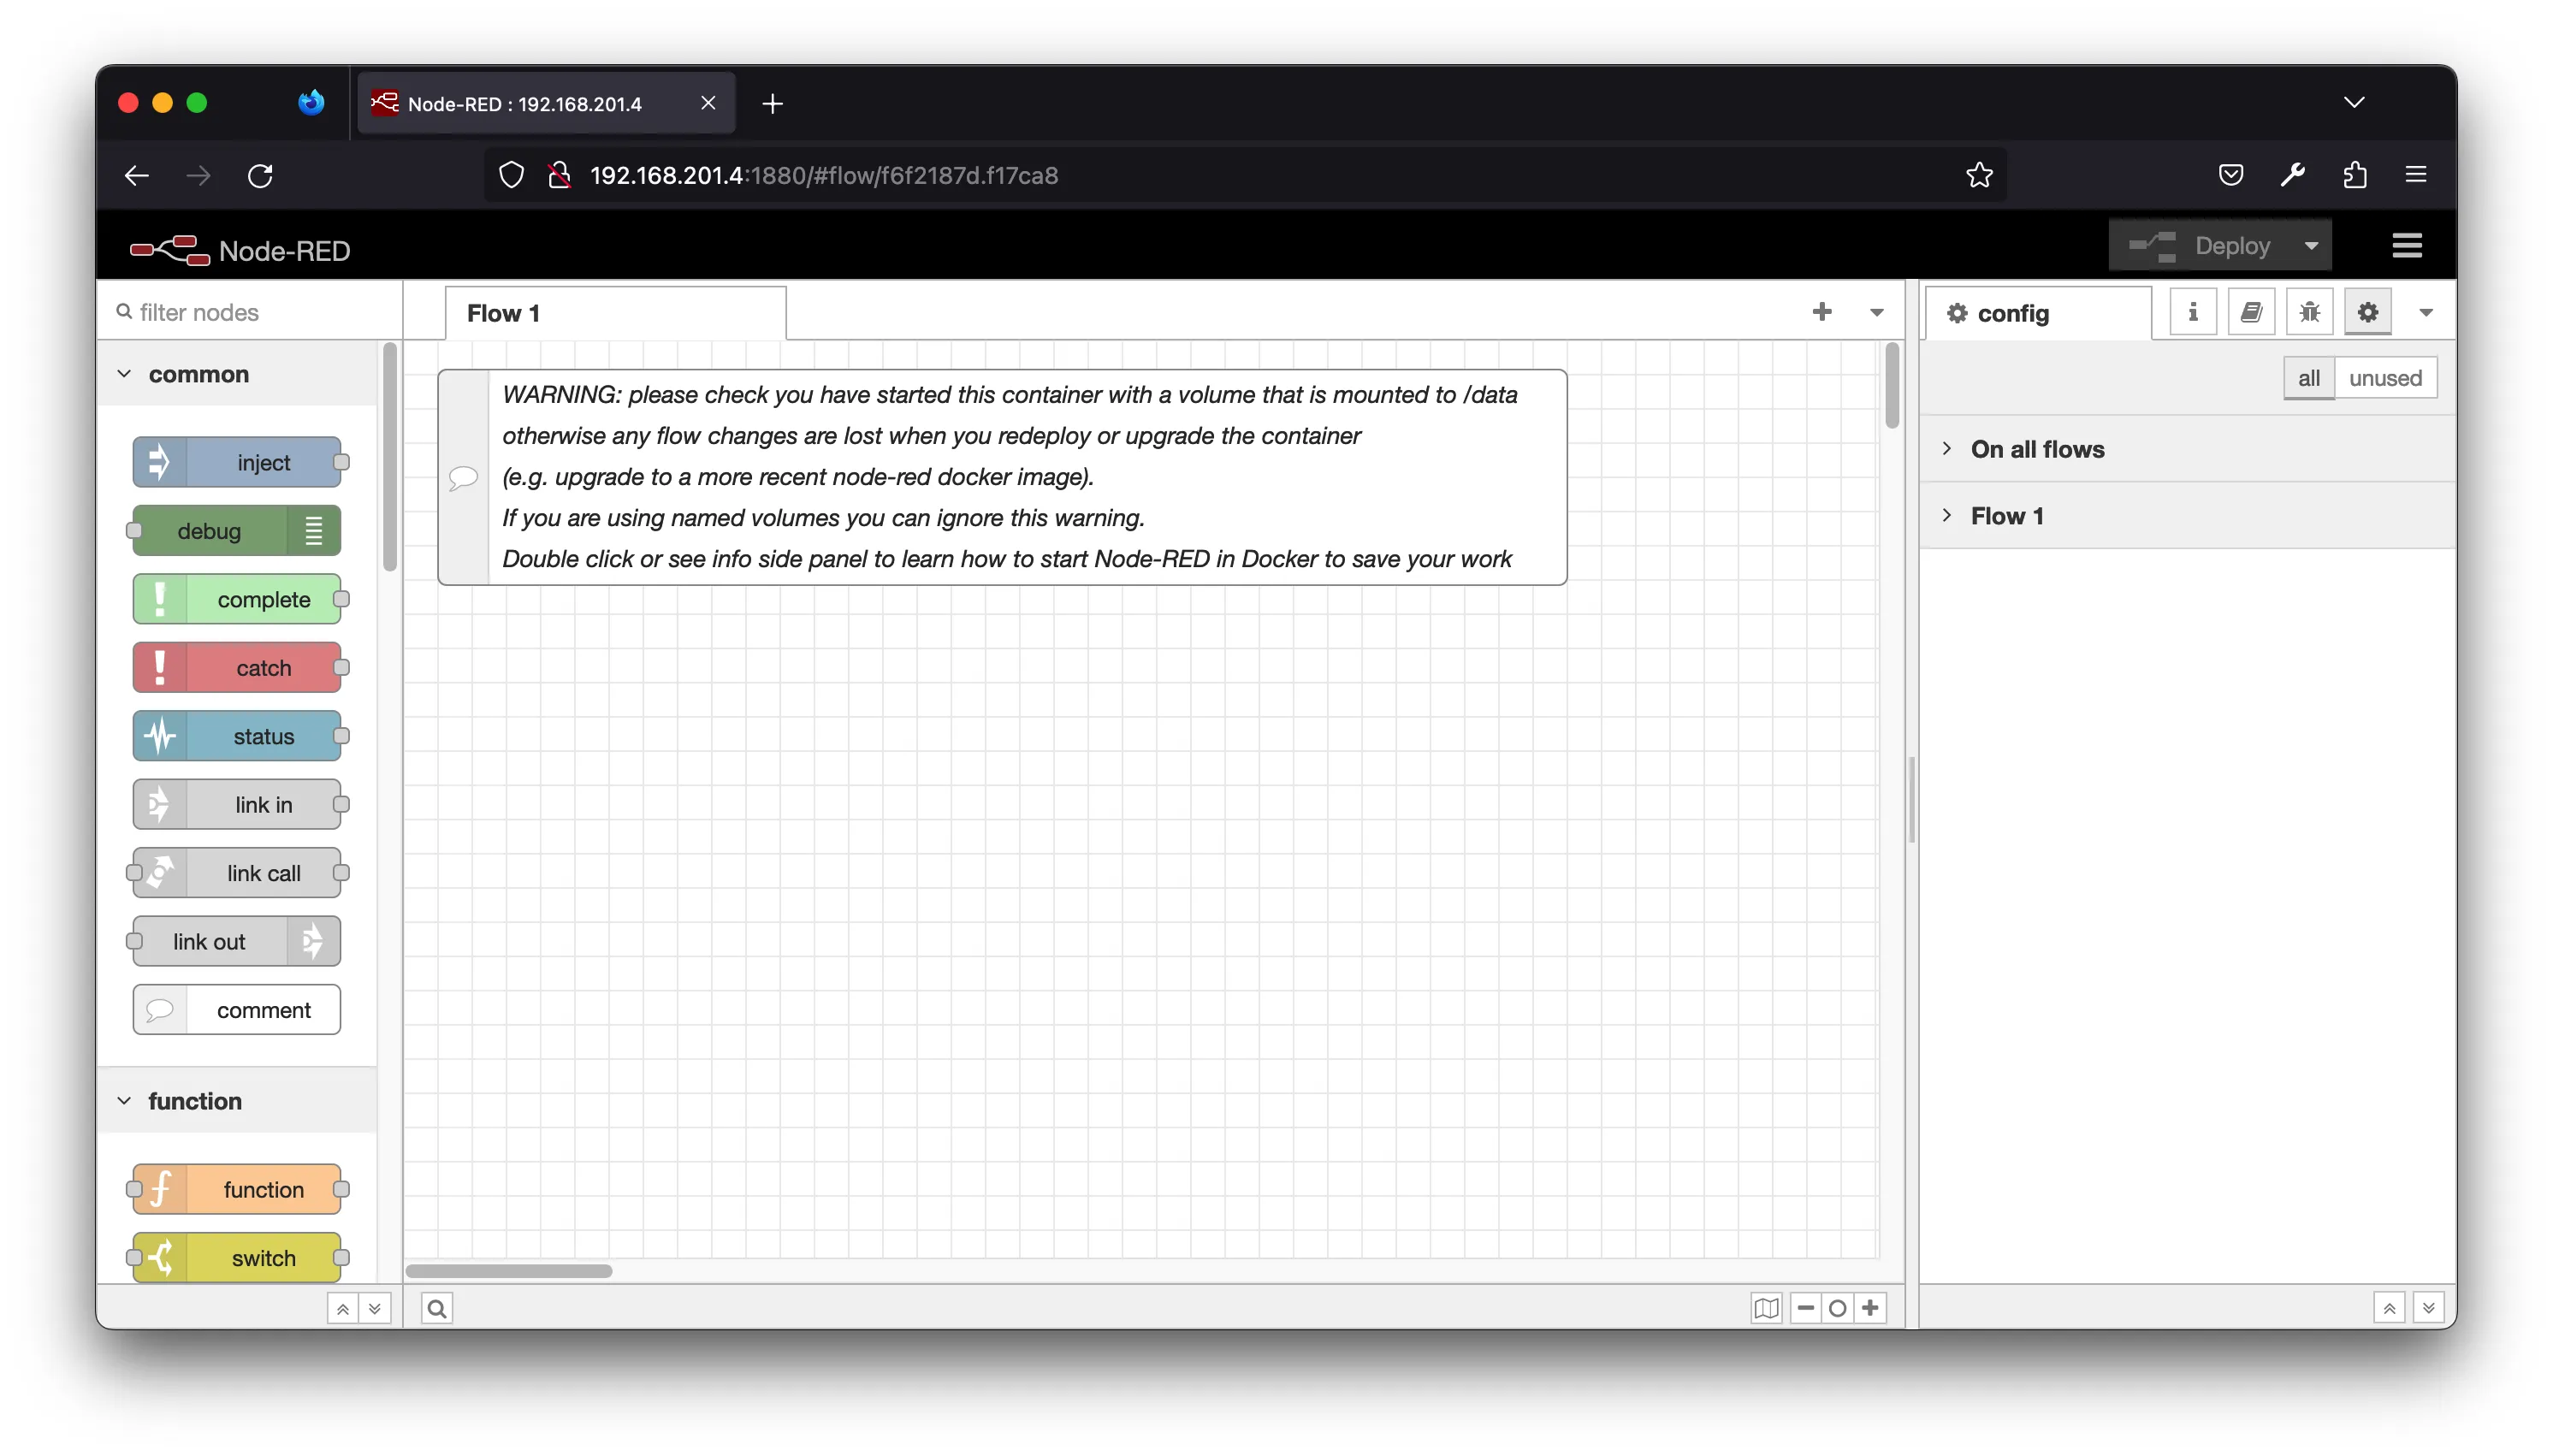 Node-RED : 192.168.201.4
192.168.201.4:1880/#flow/f6f2187d.f17ca8
Node-RED
Deploy
filter nodes
Flow 1
config
all
unused
common
inject
debug
complete
catch
status
link in
link call
link out
comment
function
function
switch
WARNING: please check you have started this container with a volume that is mounted to /data
otherwise any flow changes are lost when you redeploy or upgrade the container
(e.g. upgrade to a more recent node-red docker image).
If you are using named volumes you can ignore this warning.
Double click or see info side panel to learn how to start Node-RED in Docker to save your work
On all flows
Flow 1